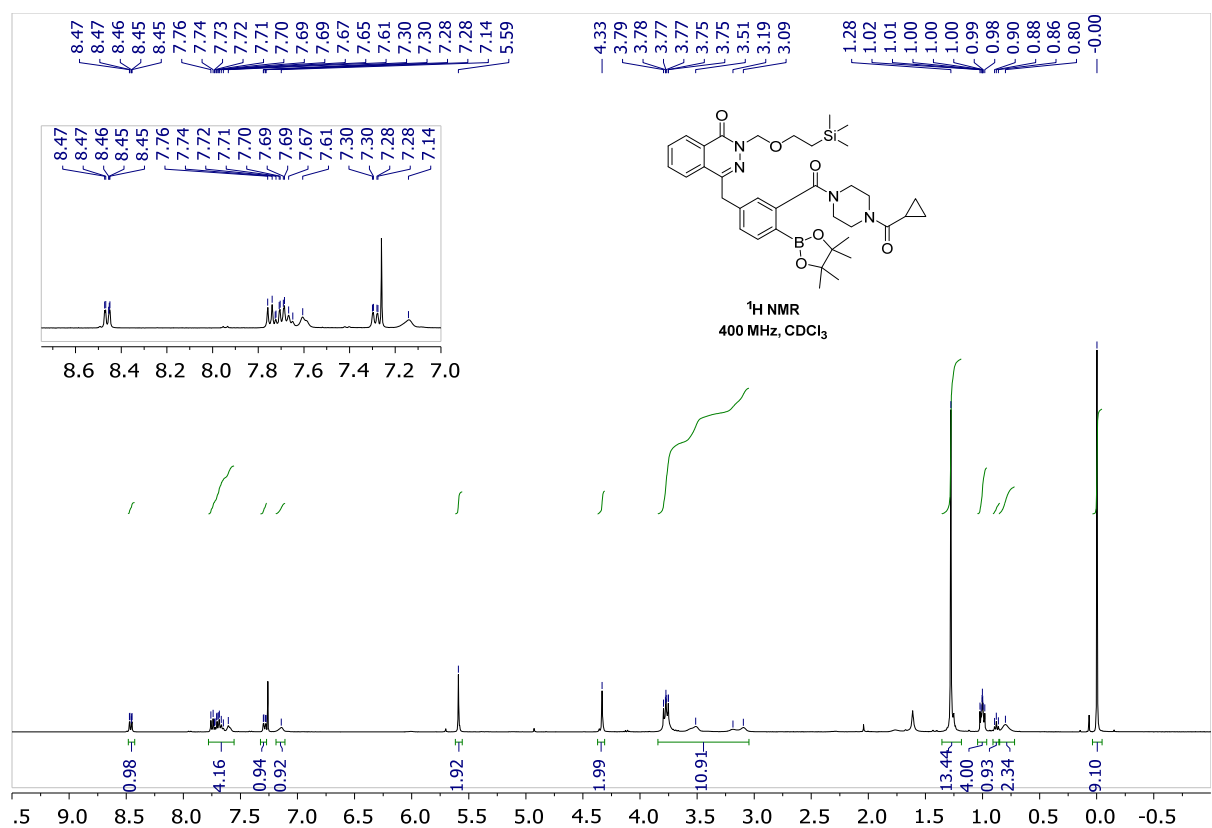 8.47 8.47 8.46 8.45 8.45 7.76 7.74 7.73 7.72 7.71 7.70 7.69 7.69 7.67 7.65 7.61 7.30 7.30 7.28 7.28 7.14 5.59 4.33 3.79 3.78 3.77 3.77 3.75 3.75 3.51 3.19 3.09 1.28 1.02 1.01 1.00 1.00 1.00 0.99 0.98 0.90 0.88 0.86 0.80 -0.00
8.47 8.47 8.46 8.45 8.45 7.76 7.74 7.72 7.71 7.70 7.69 7.69 7.67 7.61 7.30 7.30 7.28 7.28 7.14
8.6 8.4 8.2 8.0 7.8 7.6 7.4 7.2 7.0
O
Si
N
O
N
O
N
N
O
B
O
O
¹H NMR
400 MHz, CDCl₃
0.98 4.16 0.94 0.92 1.92 1.99 10.91 13.44 4.00 0.93 2.34 9.10
.5 9.0 8.5 8.0 7.5 7.0 6.5 6.0 5.5 5.0 4.5 4.0 3.5 3.0 2.5 2.0 1.5 1.0 0.5 0.0 -0.5